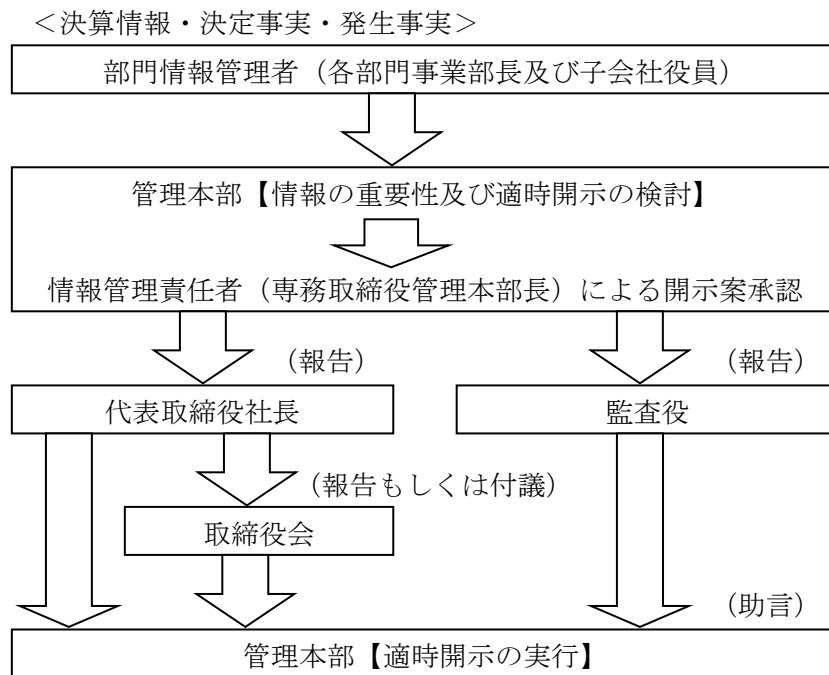 ＜決算情報・決定事実・発生事実＞
部門情報管理者（各部門事業部長及び子会社役員）
管理本部【情報の重要性及び適時開示の検討】
情報管理責任者（専務取締役管理本部長）による開示案承認
（報告）
（報告）
代表取締役社長
監査役
（報告もしくは付議）
取締役会
（助言）
管理本部【適時開示の実行】